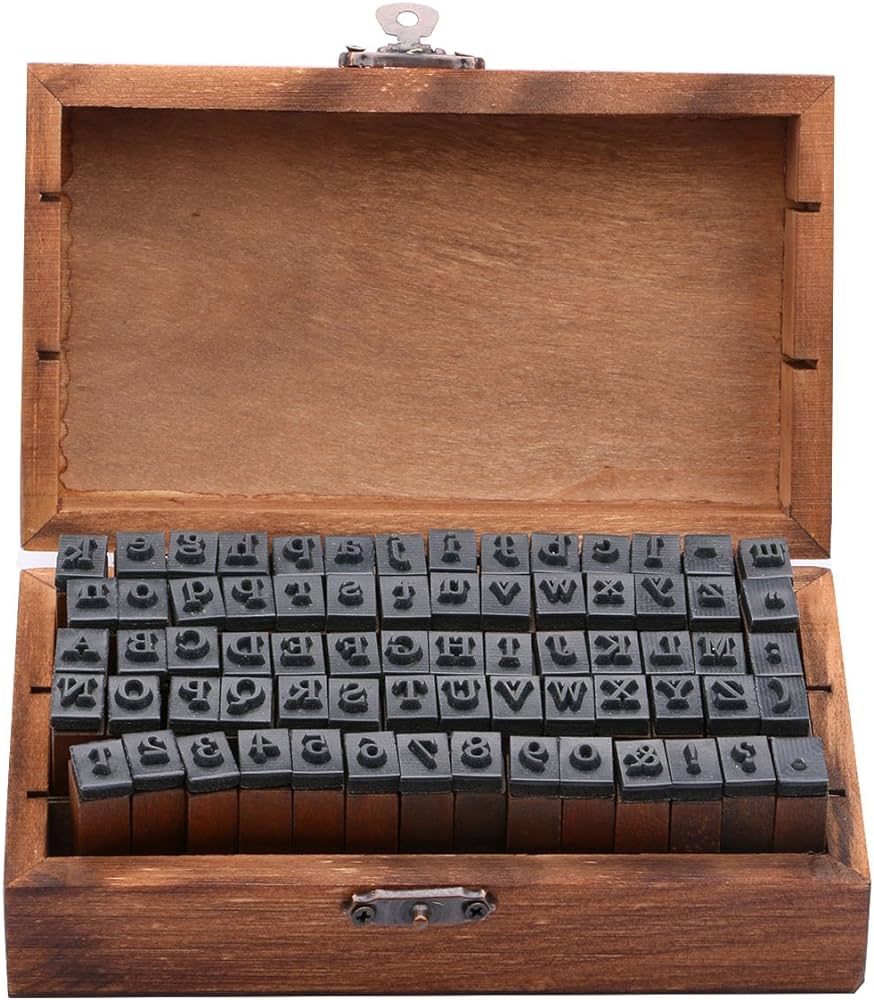 k e g h b a j i d c m
n o p q r s t u v w x y z
A B C D E F G H I J K L M
N O P Q R S T U V W X Y Z
1 2 3 4 5 6 7 8 9 0 & ! ? .